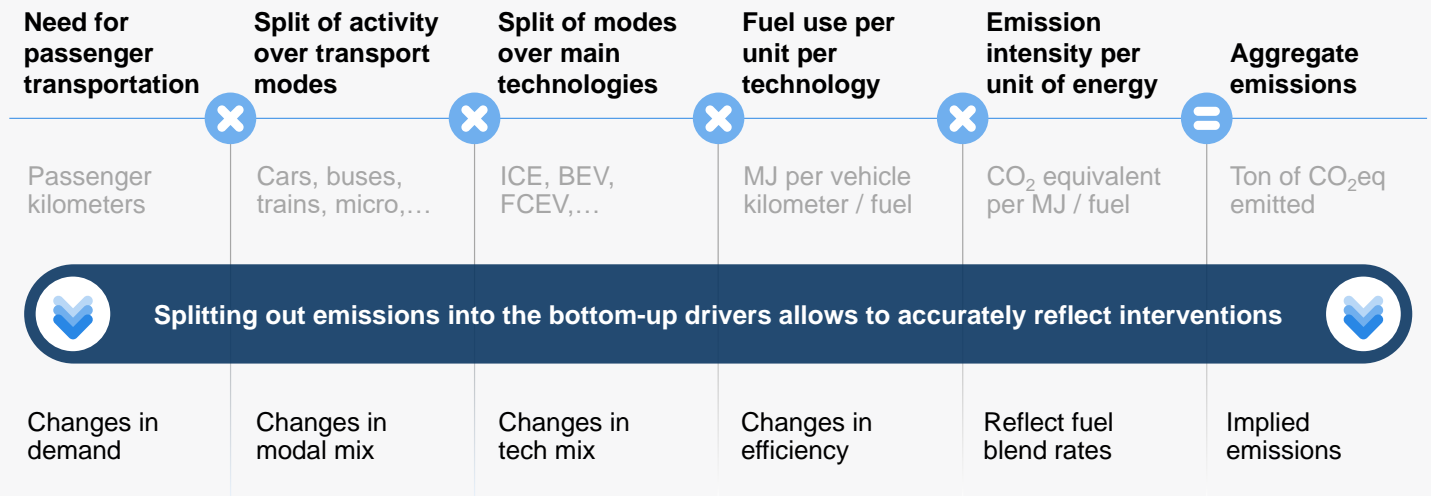 Need for
passenger
transportation
Split of activity
over transport
modes
Split of modes
over main
technologies
Fuel use per
unit per
technology
Emission
intensity per
unit of energy
Aggregate
emissions
Passenger
kilometers
Cars, buses,
trains, micro,…
ICE, BEV,
FCEV,…
MJ per vehicle
kilometer / fuel
CO₂ equivalent
per MJ / fuel
Ton of CO₂eq
emitted
Splitting out emissions into the bottom-up drivers allows to accurately reflect interventions
Changes in
demand
Changes in
modal mix
Changes in
tech mix
Changes in
efficiency
Reflect fuel
blend rates
Implied
emissions